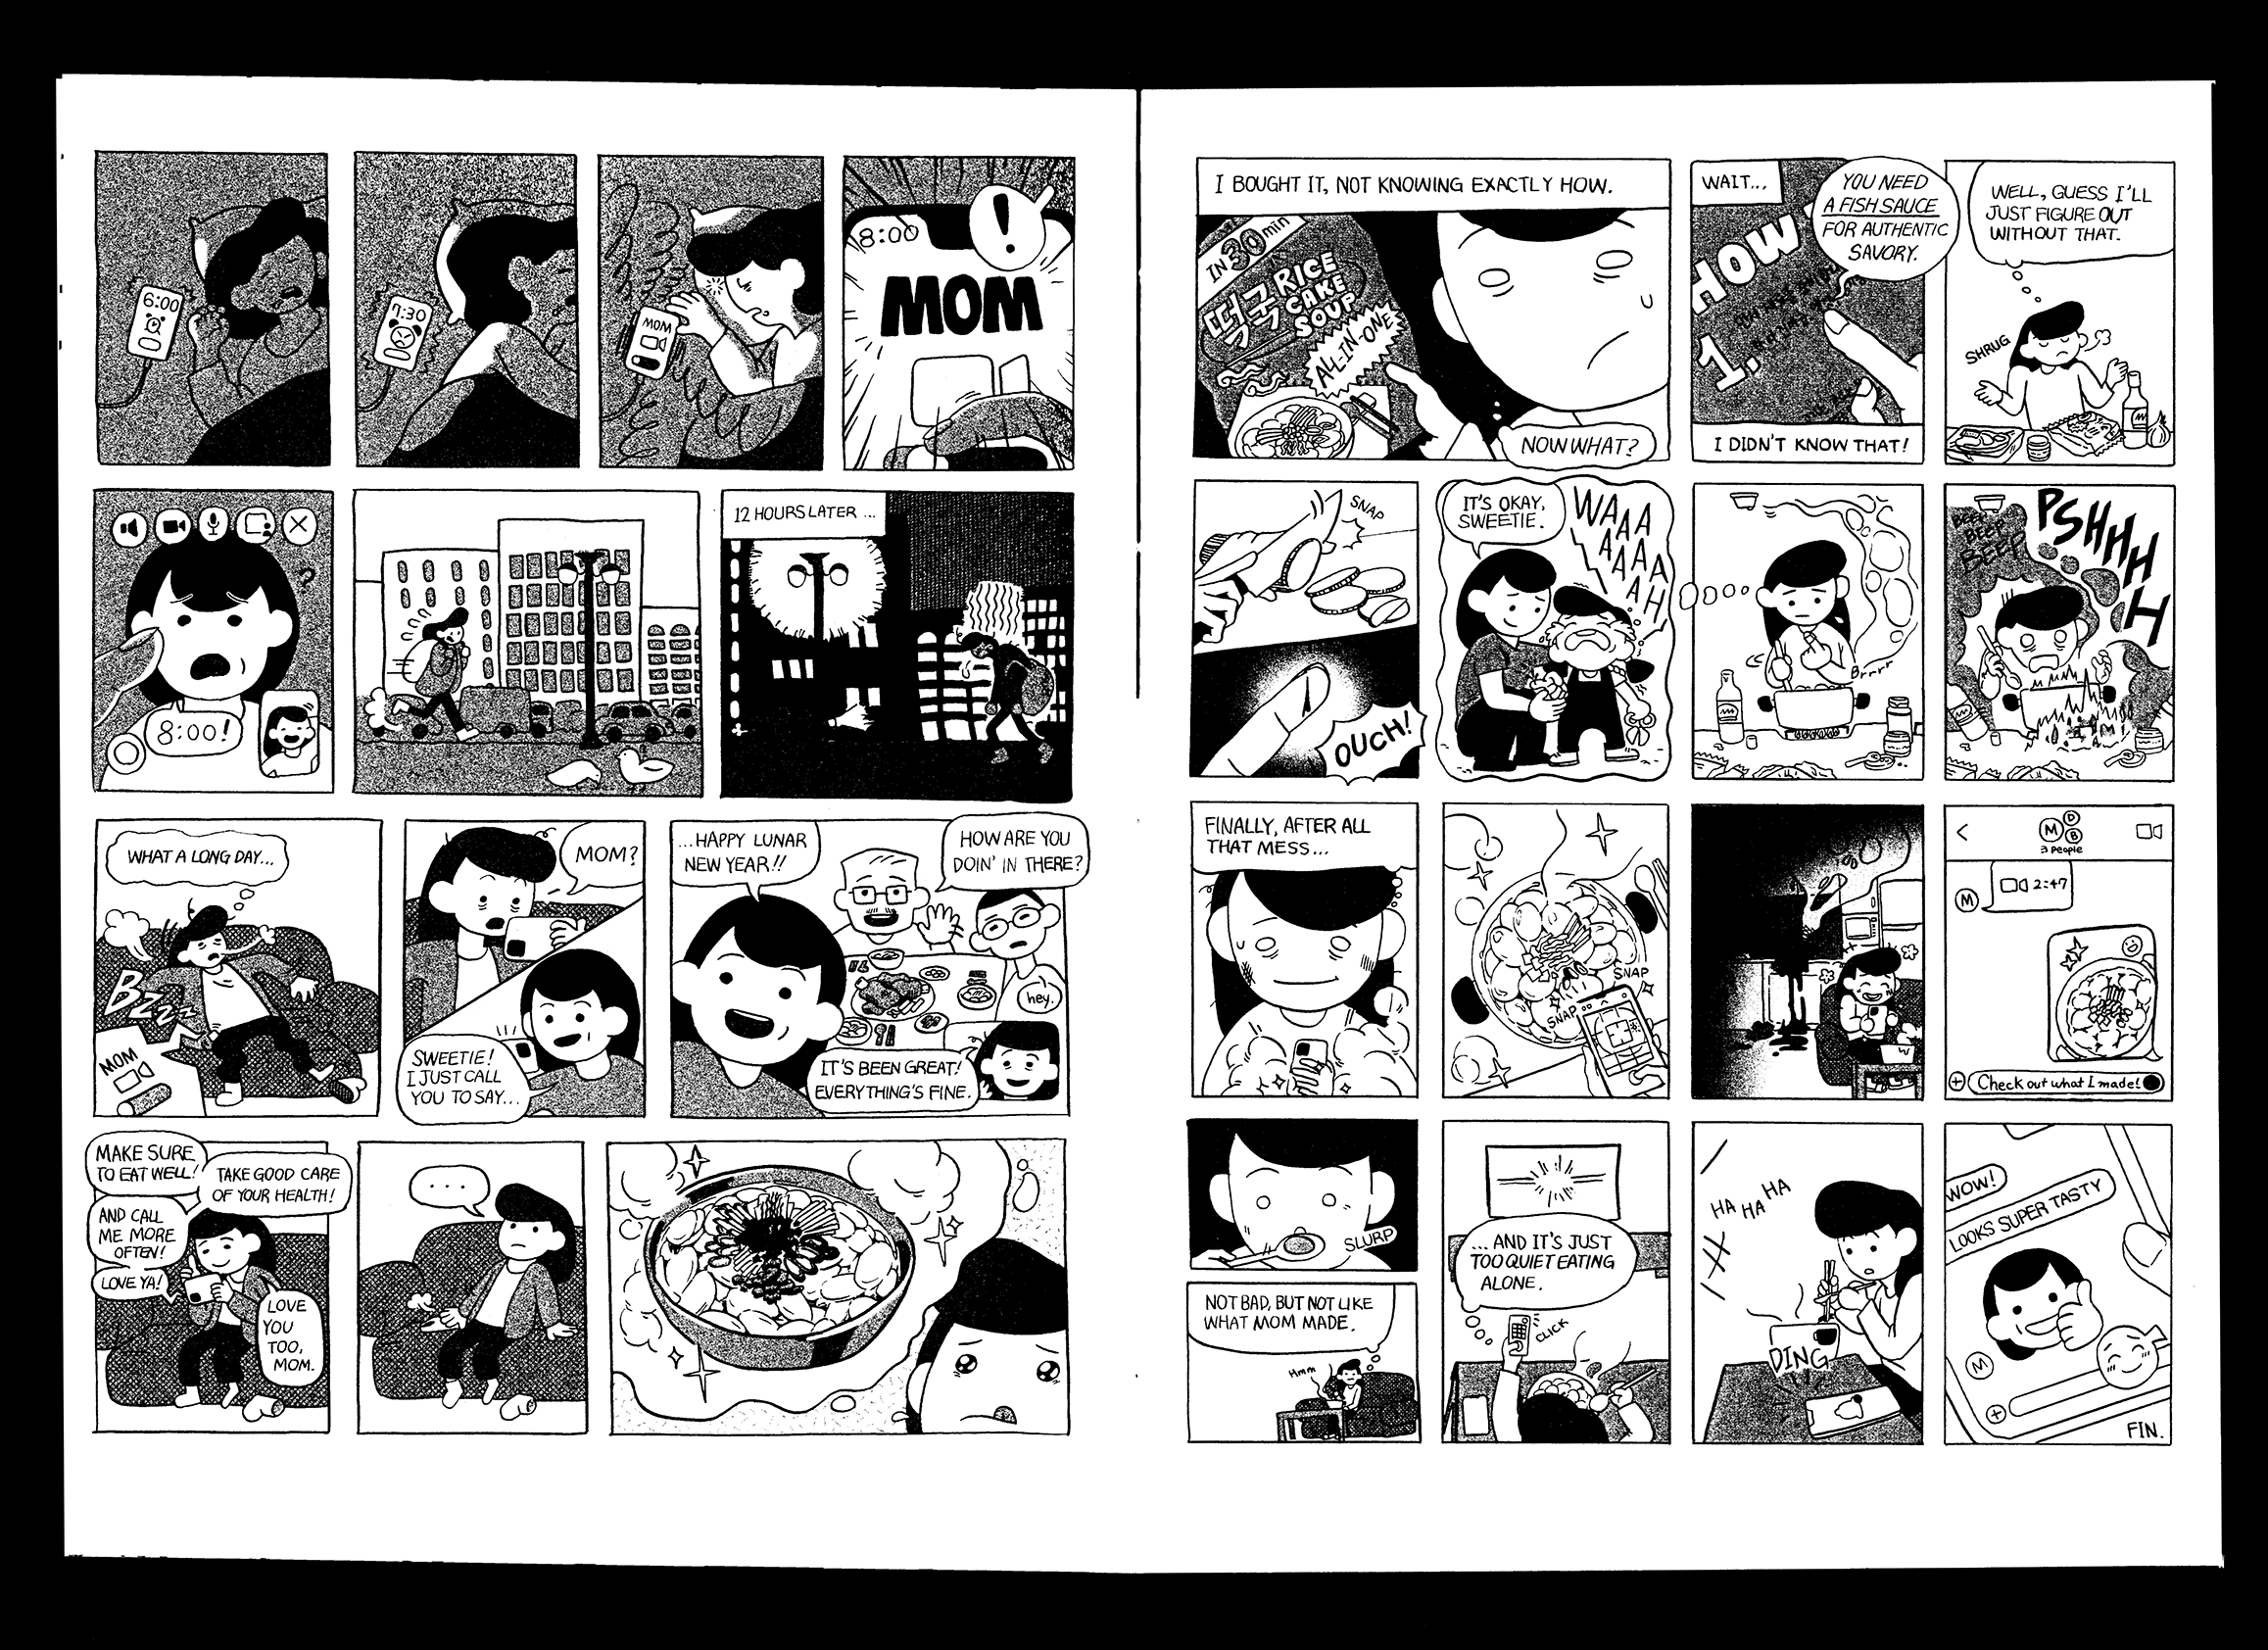 6:00
7:30
MOM
8:00
!
MOM
?
8:00!
12 HOURS LATER ...
WHAT A LONG DAY...
BZZZZ
MOM
MOM?
SWEETIE!
I JUST CALL
YOU TO SAY...
...HAPPY LUNAR
NEW YEAR!!
HOW ARE YOU
DOIN' IN THERE?
hey.
IT'S BEEN GREAT!
EVERYTHING'S FINE.
MAKE SURE
TO EAT WELL!
TAKE GOOD CARE
OF YOUR HEALTH!
AND CALL
ME MORE
OFTEN!
LOVE YA!
LOVE
YOU
TOO,
MOM.
...
I BOUGHT IT, NOT KNOWING EXACTLY HOW.
IN 30 min
떡국
RICE
CAKE
SOUP
ALL-IN-ONE
...
NOW WHAT?
WAIT...
HOW
1.
YOU NEED
A FISH SAUCE
FOR AUTHENTIC
SAVORY.
I DIDN'T KNOW THAT!
WELL, GUESS I'LL
JUST FIGURE OUT
WITHOUT THAT.
SHRUG
SNAP
OUCH!
IT'S OKAY,
SWEETIE.
WAAA
AAAA
AH
Brrrr
BEEP
BEEP
BEEP
PSHHH
H
FINALLY, AFTER ALL
THAT MESS...
SNAP
SNAP
M D B
3 people
2:47
M
Check out what I made!
SLURP
NOT BAD, BUT NOT LIKE
WHAT MOM MADE.
Hmm
... AND IT'S JUST
TOO QUIET EATING
ALONE.
CLICK
HA HA HA HA
DING
WOW!
LOOKS SUPER TASTY
M
FIN.